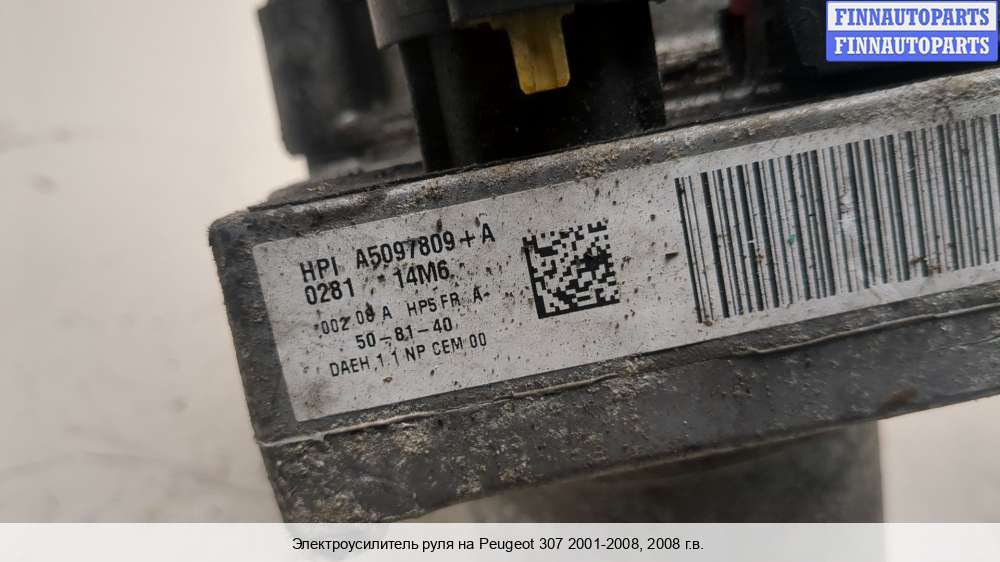 FINNAUTOPARTS
FINNAUTOPARTS
HPI A5097809+A
0281 14M6
002 08 A HP5 FR A
50-81-40
DAEH.1.1 NP CEM 00
Электроусилитель руля на Peugeot 307 2001-2008, 2008 г.в.